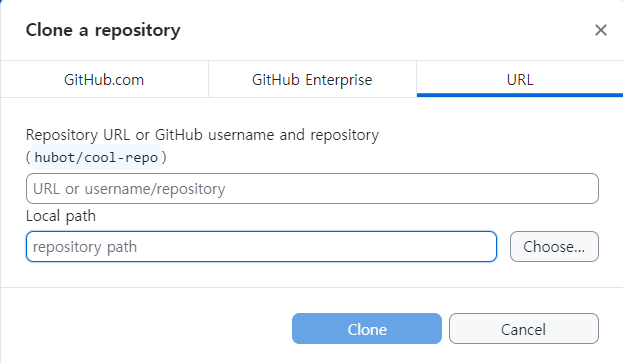 Clone a repository
GitHub.com
GitHub Enterprise
URL
Repository URL or GitHub username and repository
(hubot/cool-repo)
URL or username/repository
Local path
repository path
Choose...
Clone
Cancel